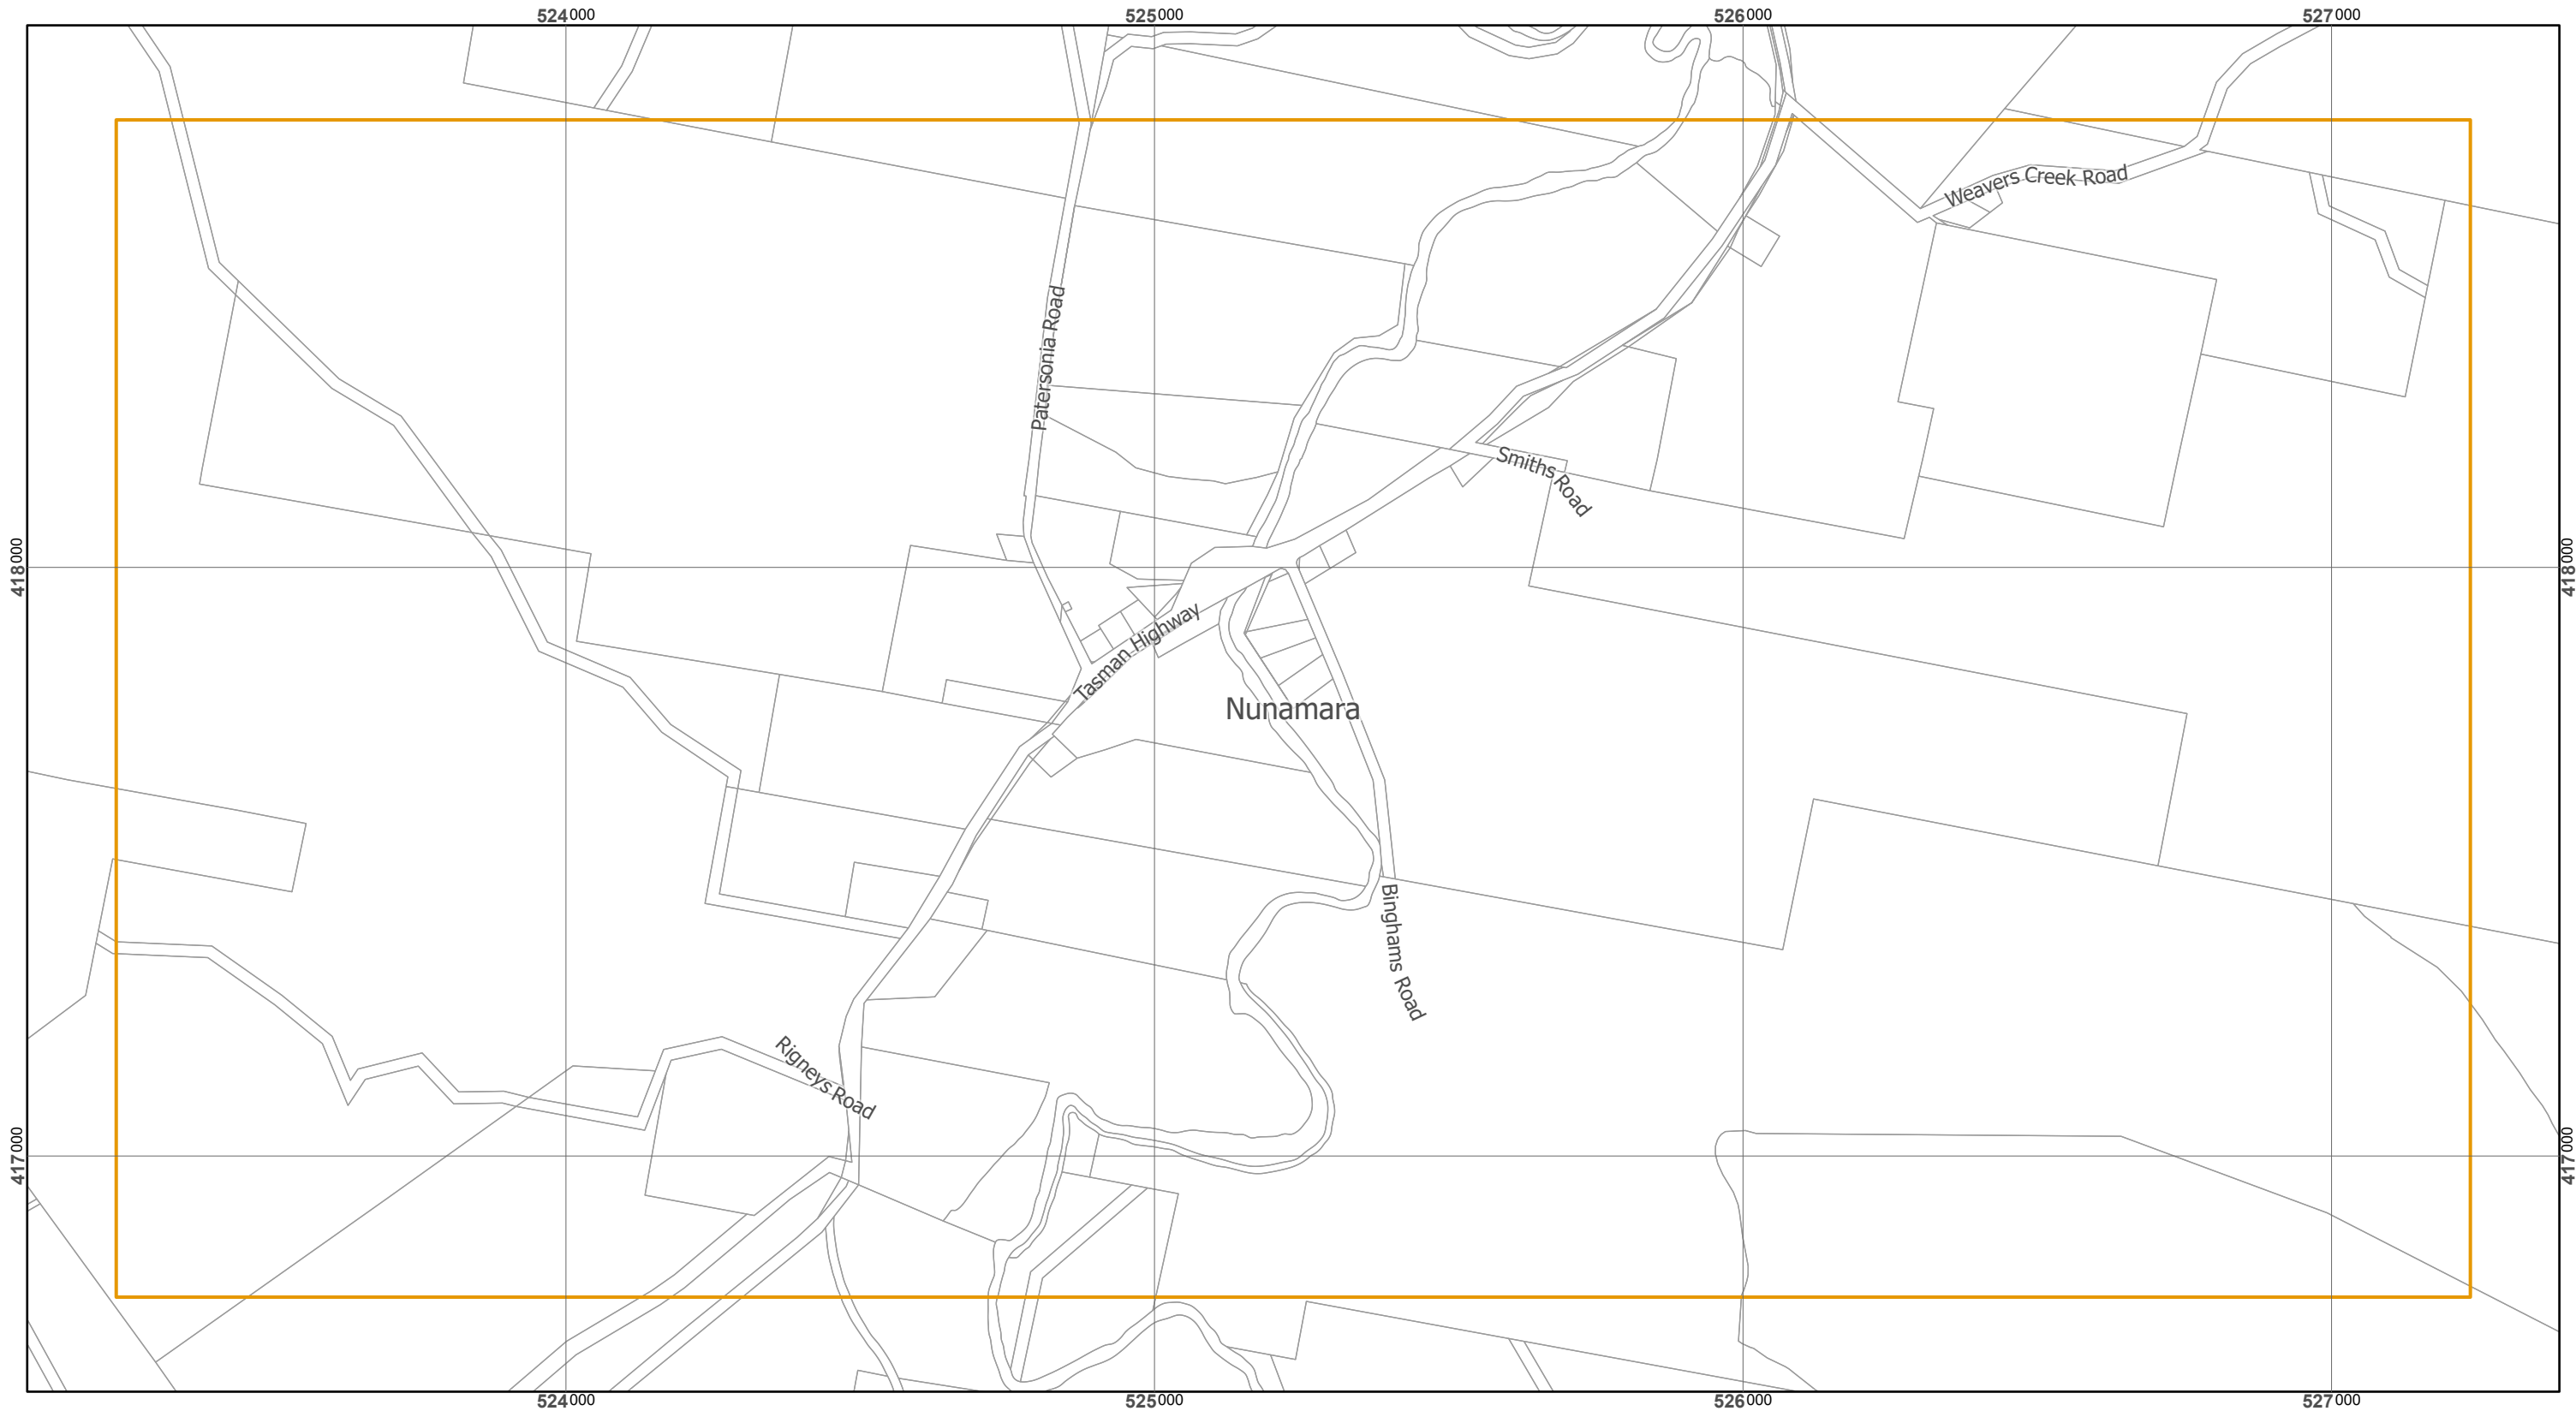 524000 525000 526000 527000
Weavers Creek Road
Patersonia Road
Smiths Road
418000 418000
Tasman Highway
Nunamara
Binghams Road
Rigneys Road
417000 417000
524000 525000 526000 527000